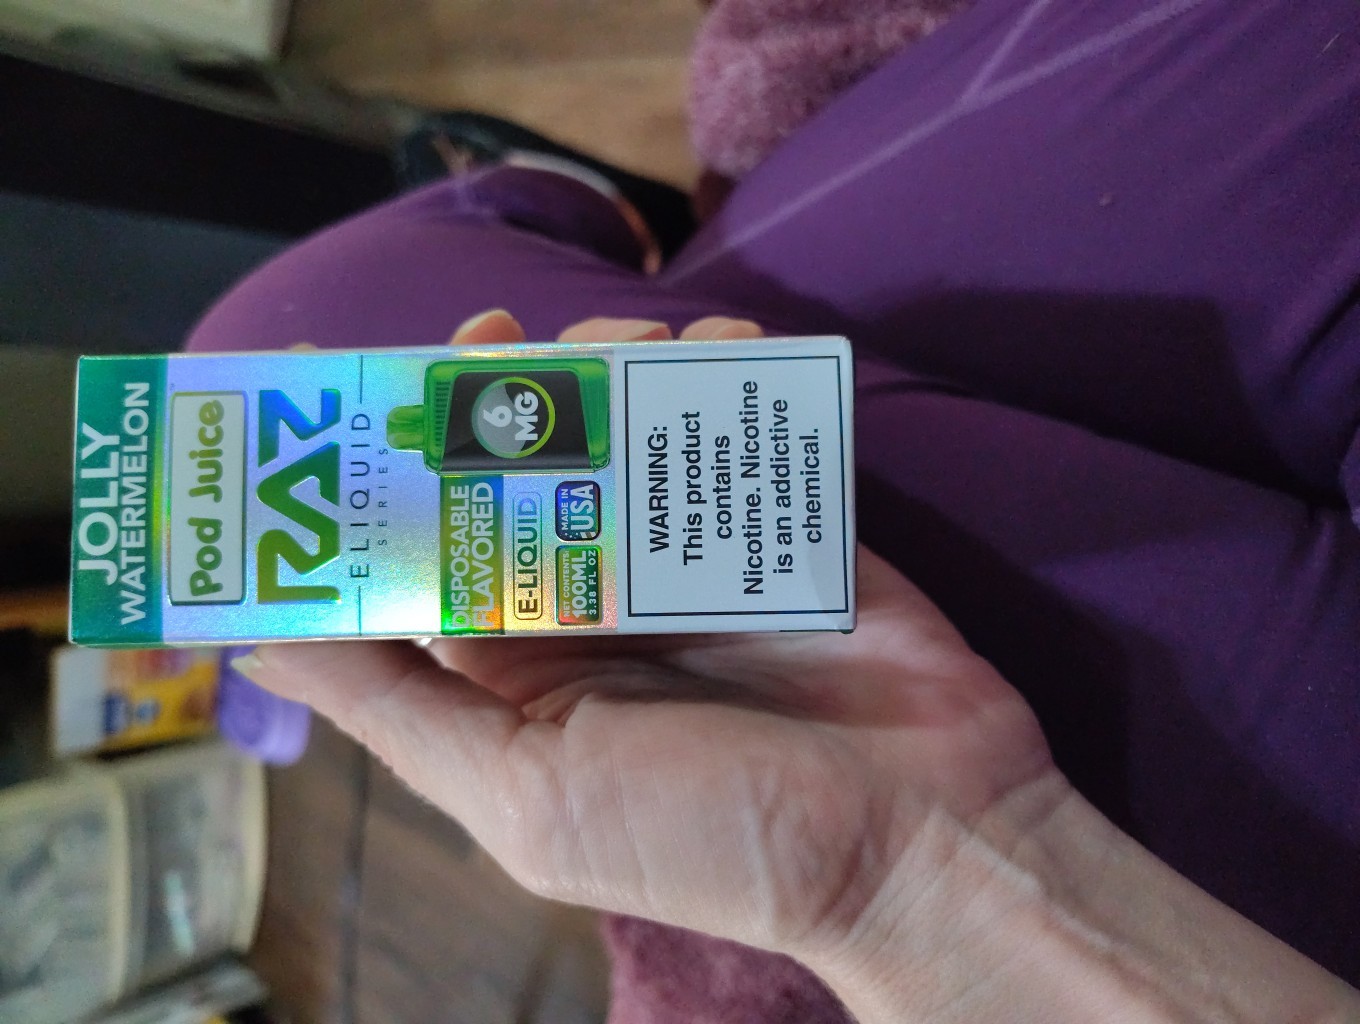 JOLLY
WATERMELON
Pod Juice
RAZ
ELIQUID
SERIES
6
MG
DISPOSABLE
FLAVORED
E-LIQUID
MADE IN
USA
NET CONTENTS
100ML
3.38 FL OZ
WARNING:
This product
contains
Nicotine. Nicotine
is an addictive
chemical.